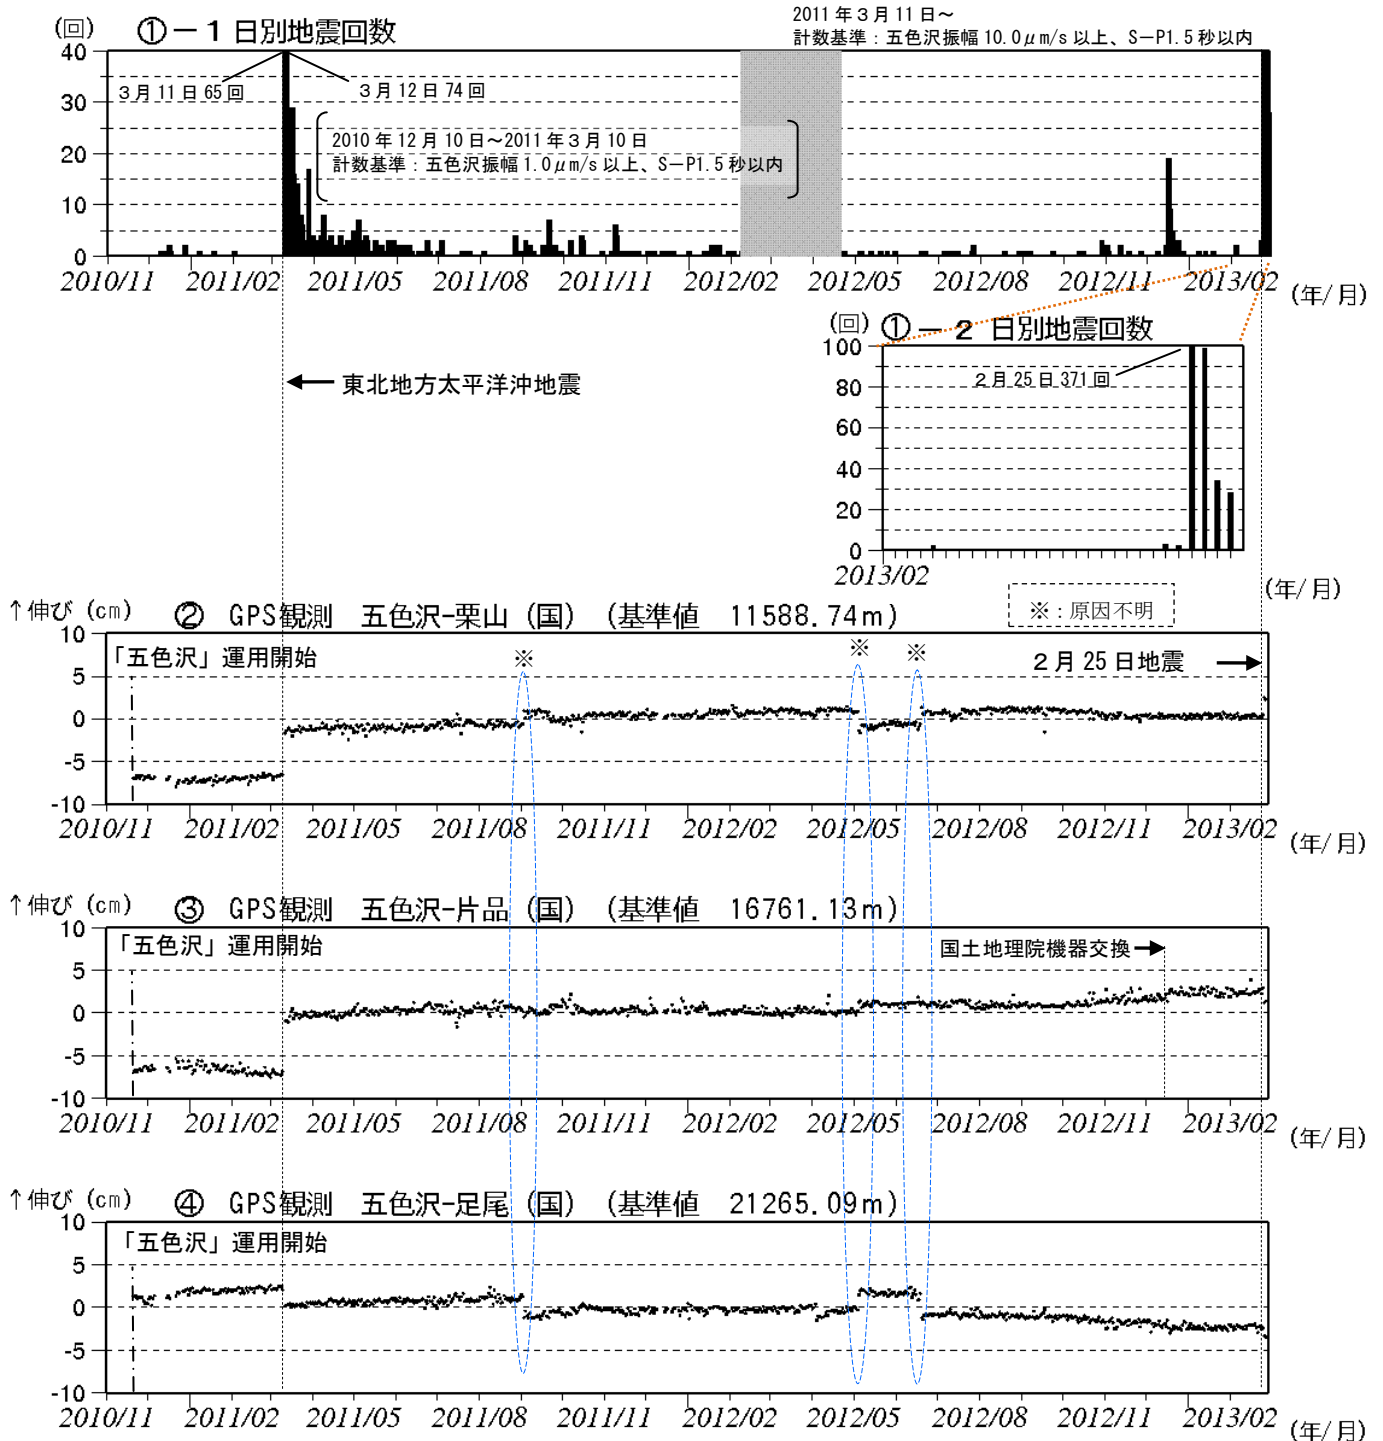 (回) ①－１日別地震回数
2011年３月11日～
計数基準：五色沢振幅10.0μm/s以上、S－P1.5秒以内
40
30
20
10
0
３月11日65回
３月12日74回
2010年12月10日～2011年３月10日
計数基準：五色沢振幅1.0μm/s以上、S－P1.5秒以内
2010/11 2011/02 2011/05 2011/08 2011/11 2012/02 2012/05 2012/08 2012/11 2013/02
(年/月)
(回) ①－２ 日別地震回数
100
80
60
40
20
0
２月25日371回
2013/02
(年/月)
東北地方太平洋沖地震
※：原因不明
↑伸び(cm) ② GPS観測 五色沢-栗山(国) (基準値 11588.74m)
10
5
0
-5
-10
「五色沢」運用開始
※ ※ ※
２月25日地震
2010/11 2011/02 2011/05 2011/08 2011/11 2012/02 2012/05 2012/08 2012/11 2013/02
(年/月)
↑伸び(cm) ③ GPS観測 五色沢-片品(国) (基準値 16761.13m)
10
5
0
-5
-10
「五色沢」運用開始
国土地理院機器交換
2010/11 2011/02 2011/05 2011/08 2011/11 2012/02 2012/05 2012/08 2012/11 2013/02
(年/月)
↑伸び(cm) ④ GPS観測 五色沢-足尾(国) (基準値 21265.09m)
10
5
0
-5
-10
「五色沢」運用開始
2010/11 2011/02 2011/05 2011/08 2011/11 2012/02 2012/05 2012/08 2012/11 2013/02
(年/月)